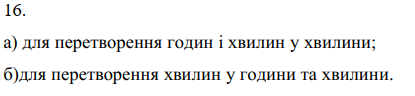 16.
а) для перетворення годин і хвилин у хвилини;
б)для перетворення хвилин у години та хвилини.